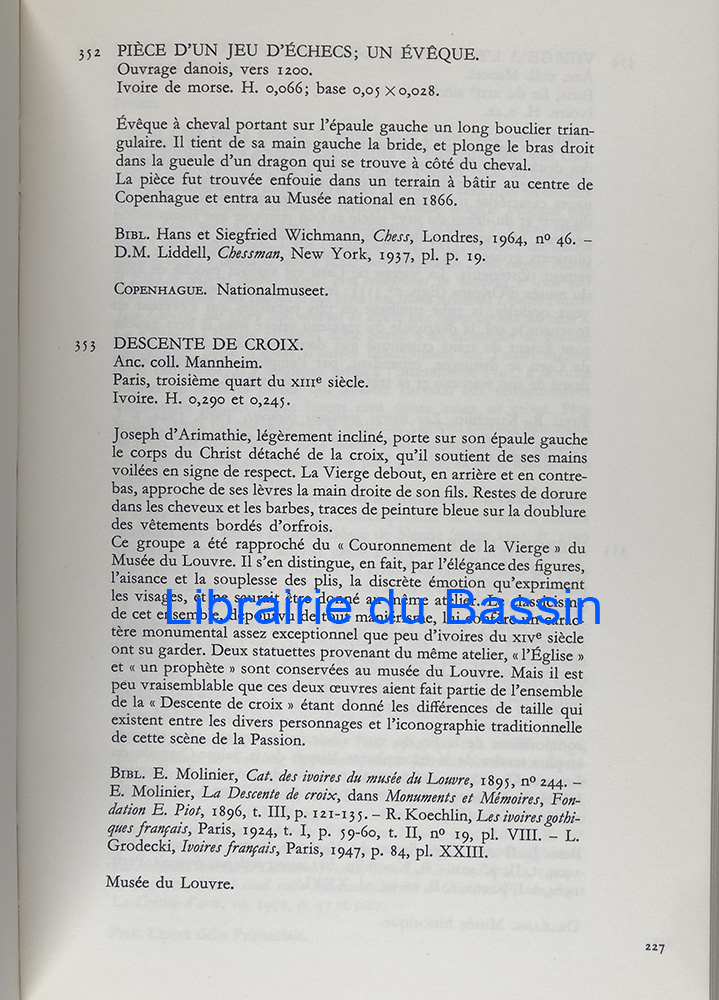 352 PIÈCE D'UN JEU D'ÉCHECS; UN ÉVÊQUE.
Ouvrage danois, vers 1200.
Ivoire de morse. H. 0,066; base 0,05 × 0,028.
Évêque à cheval portant sur l'épaule gauche un long bouclier trian-
gulaire. Il tient de sa main gauche la bride, et plonge le bras droit
dans la gueule d'un dragon qui se trouve à côté du cheval.
La pièce fut trouvée enfouie dans un terrain à bâtir au centre de
Copenhague et entra au Musée national en 1866.
BIBL. Hans et Siegfried Wichmann, Chess, Londres, 1964, nº 46. –
D.M. Liddell, Chessman, New York, 1937, pl. p. 19.
COPENHAGUE. Nationalmuseet.
353 DESCENTE DE CROIX.
Anc. coll. Mannheim.
Paris, troisième quart du XIIIe siècle.
Ivoire. H. 0,290 et 0,245.
Joseph d'Arimathie, légèrement incliné, porte sur son épaule gauche
le corps du Christ détaché de la croix, qu'il soutient de ses mains
voilées en signe de respect. La Vierge debout, en arrière et en contre-
bas, approche de ses lèvres la main droite de son fils. Restes de dorure
dans les cheveux et les barbes, traces de peinture bleue sur la doublure
des vêtements bordés d'orfrois.
Ce groupe a été rapproché du « Couronnement de la Vierge » du
Musée du Louvre. Il s'en distingue, en fait, par l'élégance des figures,
l'aisance et la souplesse des plis, la discrète émotion qu'expriment
les visages, et ne saurait être donné au même atelier. Le classicisme
de cet ensemble, dépourvu de tout maniérisme, lui confère un carac-
tère monumental assez exceptionnel que peu d'ivoires du XIVe siècle
ont su garder. Deux statuettes provenant du même atelier, « l'Église »
et « un prophète » sont conservées au musée du Louvre. Mais il est
peu vraisemblable que ces deux œuvres aient fait partie de l'ensemble
de la « Descente de croix » étant donné les différences de taille qui
existent entre les divers personnages et l'iconographie traditionnelle
de cette scène de la Passion.
BIBL. E. Molinier, Cat. des ivoires du musée du Louvre, 1895, nº 244. –
E. Molinier, La Descente de croix, dans Monuments et Mémoires, Fon-
dation E. Piot, 1896, t. III, p. 121-135. – R. Koechlin, Les ivoires gothi-
ques français, Paris, 1924, t. I, p. 59-60, t. II, nº 19, pl. VIII. – L.
Grodecki, Ivoires français, Paris, 1947, p. 84, pl. XXIII.
Musée du Louvre.
227
Librairie du Bassin